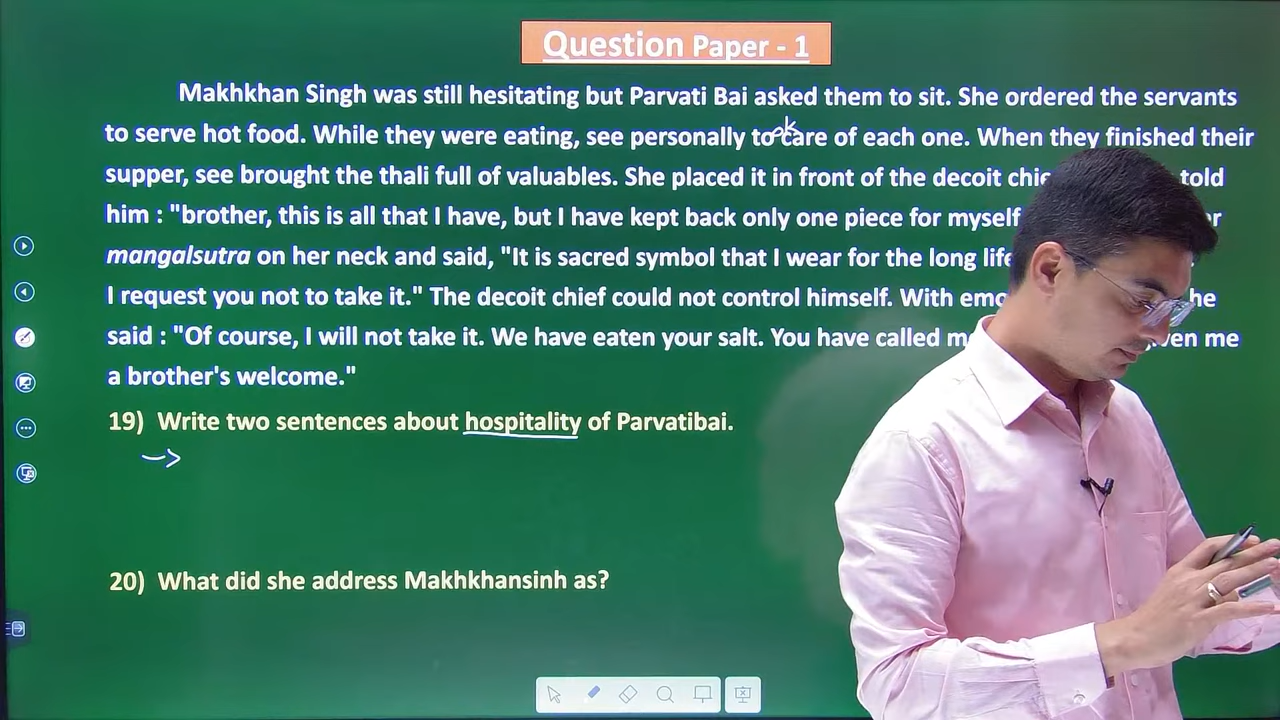 Question Paper - 1
Makhkhan Singh was still hesitating but Parvati Bai asked them to sit. She ordered the servants
to serve hot food. While they were eating, see personally to care of each one. When they finished their
ok
supper, see brought the thali full of valuables. She placed it in front of the decoit told
him : "brother, this is all that I have, but I have kept back only one piece for myself
mangalsutra on her neck and said, "It is sacred symbol that I wear for the long life
I request you not to take it." The decoit chief could not control himself. With he
said : "Of course, I will not take it. We have eaten your salt. You have called me
a brother's welcome."
19) Write two sentences about hospitality of Parvatibai.
20) What did she address Makhkhansinh as?